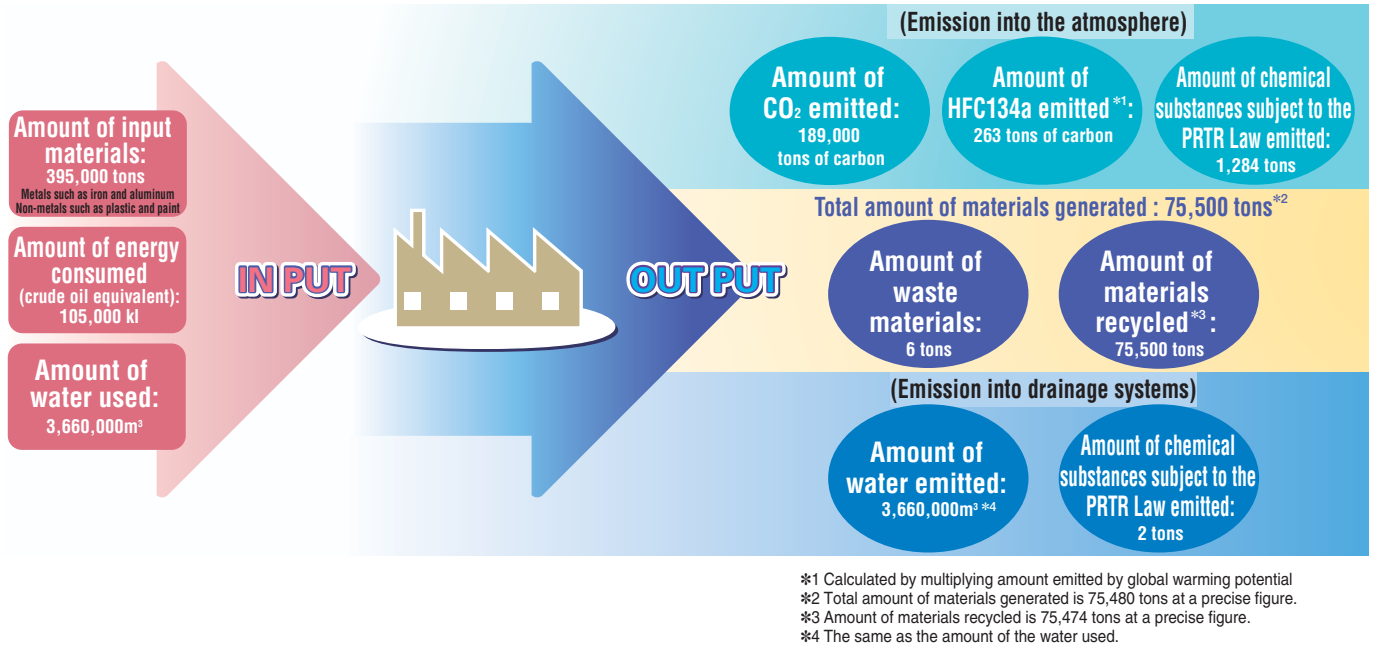 Amount of input
materials:
395,000 tons
Metals such as iron and aluminum
Non-metals such as plastic and paint
Amount of energy
consumed
(crude oil equivalent):
105,000 kl
Amount of
water used:
3,660,000m³
IN PUT
OUT PUT
(Emission into the atmosphere)
Amount of
CO₂ emitted:
189,000
tons of carbon
Amount of
HFC134a emitted*1:
263 tons of carbon
Amount of chemical
substances subject to the
PRTR Law emitted:
1,284 tons
Total amount of materials generated : 75,500 tons*2
Amount of
waste
materials:
6 tons
Amount of
materials
recycled*3 :
75,500 tons
(Emission into drainage systems)
Amount of
water emitted:
3,660,000m³ *4
Amount of chemical
substances subject to the
PRTR Law emitted:
2 tons
*1 Calculated by multiplying amount emitted by global warming potential
*2 Total amount of materials generated is 75,480 tons at a precise figure.
*3 Amount of materials recycled is 75,474 tons at a precise figure.
*4 The same as the amount of the water used.